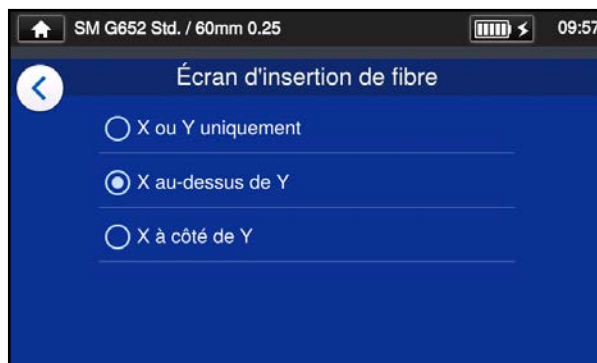 SM G652 Std. / 60mm 0.25 09:57
Écran d'insertion de fibre
X ou Y uniquement
X au-dessus de Y
X à côté de Y